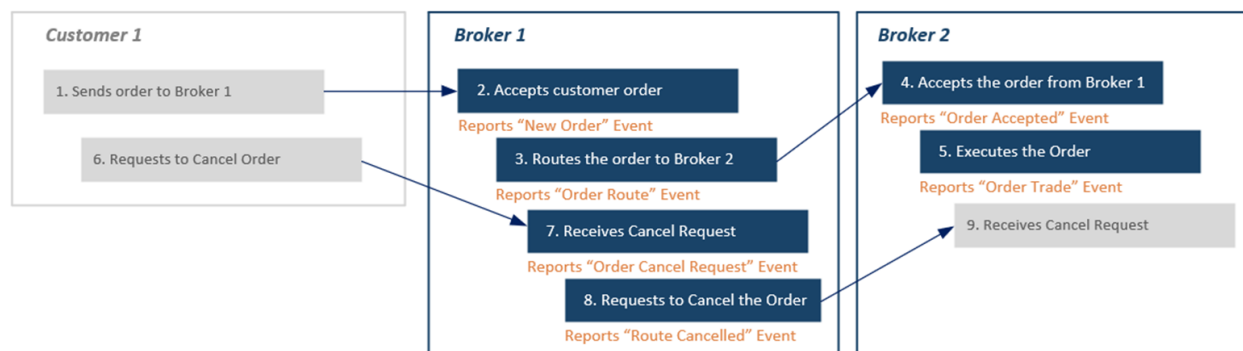 Customer 1
1. Sends order to Broker 1
6. Requests to Cancel Order
Broker 1
2. Accepts customer order
Reports “New Order” Event
3. Routes the order to Broker 2
Reports “Order Route” Event
7. Receives Cancel Request
Reports “Order Cancel Request” Event
8. Requests to Cancel the Order
Reports “Route Cancelled” Event
Broker 2
4. Accepts the order from Broker 1
Reports “Order Accepted” Event
5. Executes the Order
Reports “Order Trade” Event
9. Receives Cancel Request